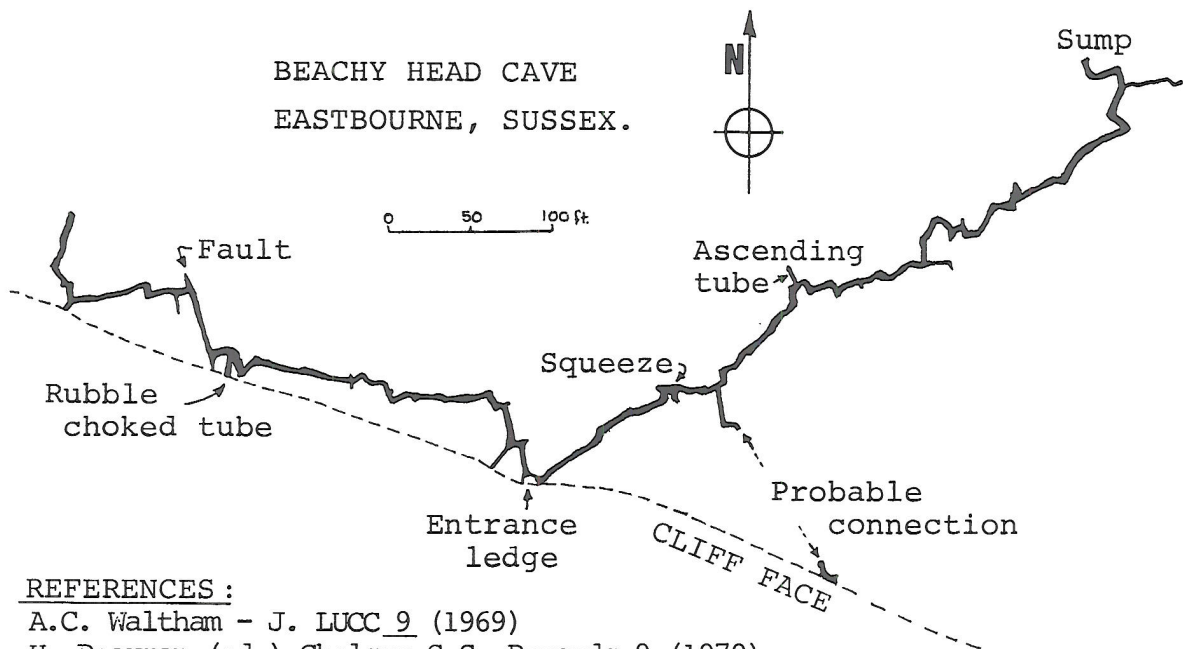 BEACHY HEAD CAVE
EASTBOURNE, SUSSEX.
N
Sump
0 50 100 ft.
Fault
Ascending
tube
Squeeze
Rubble
choked tube
Probable
connection
Entrance
ledge
CLIFF FACE
REFERENCES:
A.C. Waltham - J. LUCC 9 (1969)